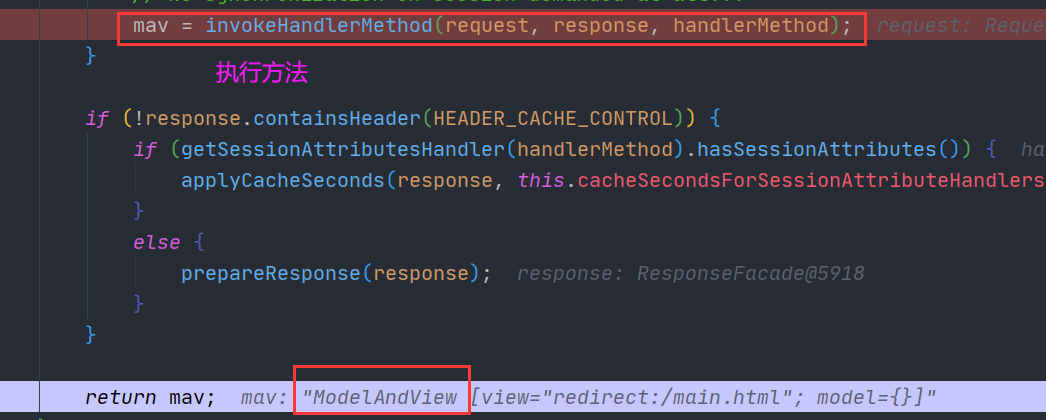 mav = invokeHandlerMethod(request, response, handlerMethod); request: Reque
}
执行方法
if (!response.containsHeader(HEADER_CACHE_CONTROL)) {
if (getSessionAttributesHandler(handlerMethod).hasSessionAttributes()) { ha
applyCacheSeconds(response, this.cacheSecondsForSessionAttributeHandlers
}
else {
prepareResponse(response); response: ResponseFacade@5918
}
}
return mav; mav: "ModelAndView [view="redirect:/main.html"; model={}]"